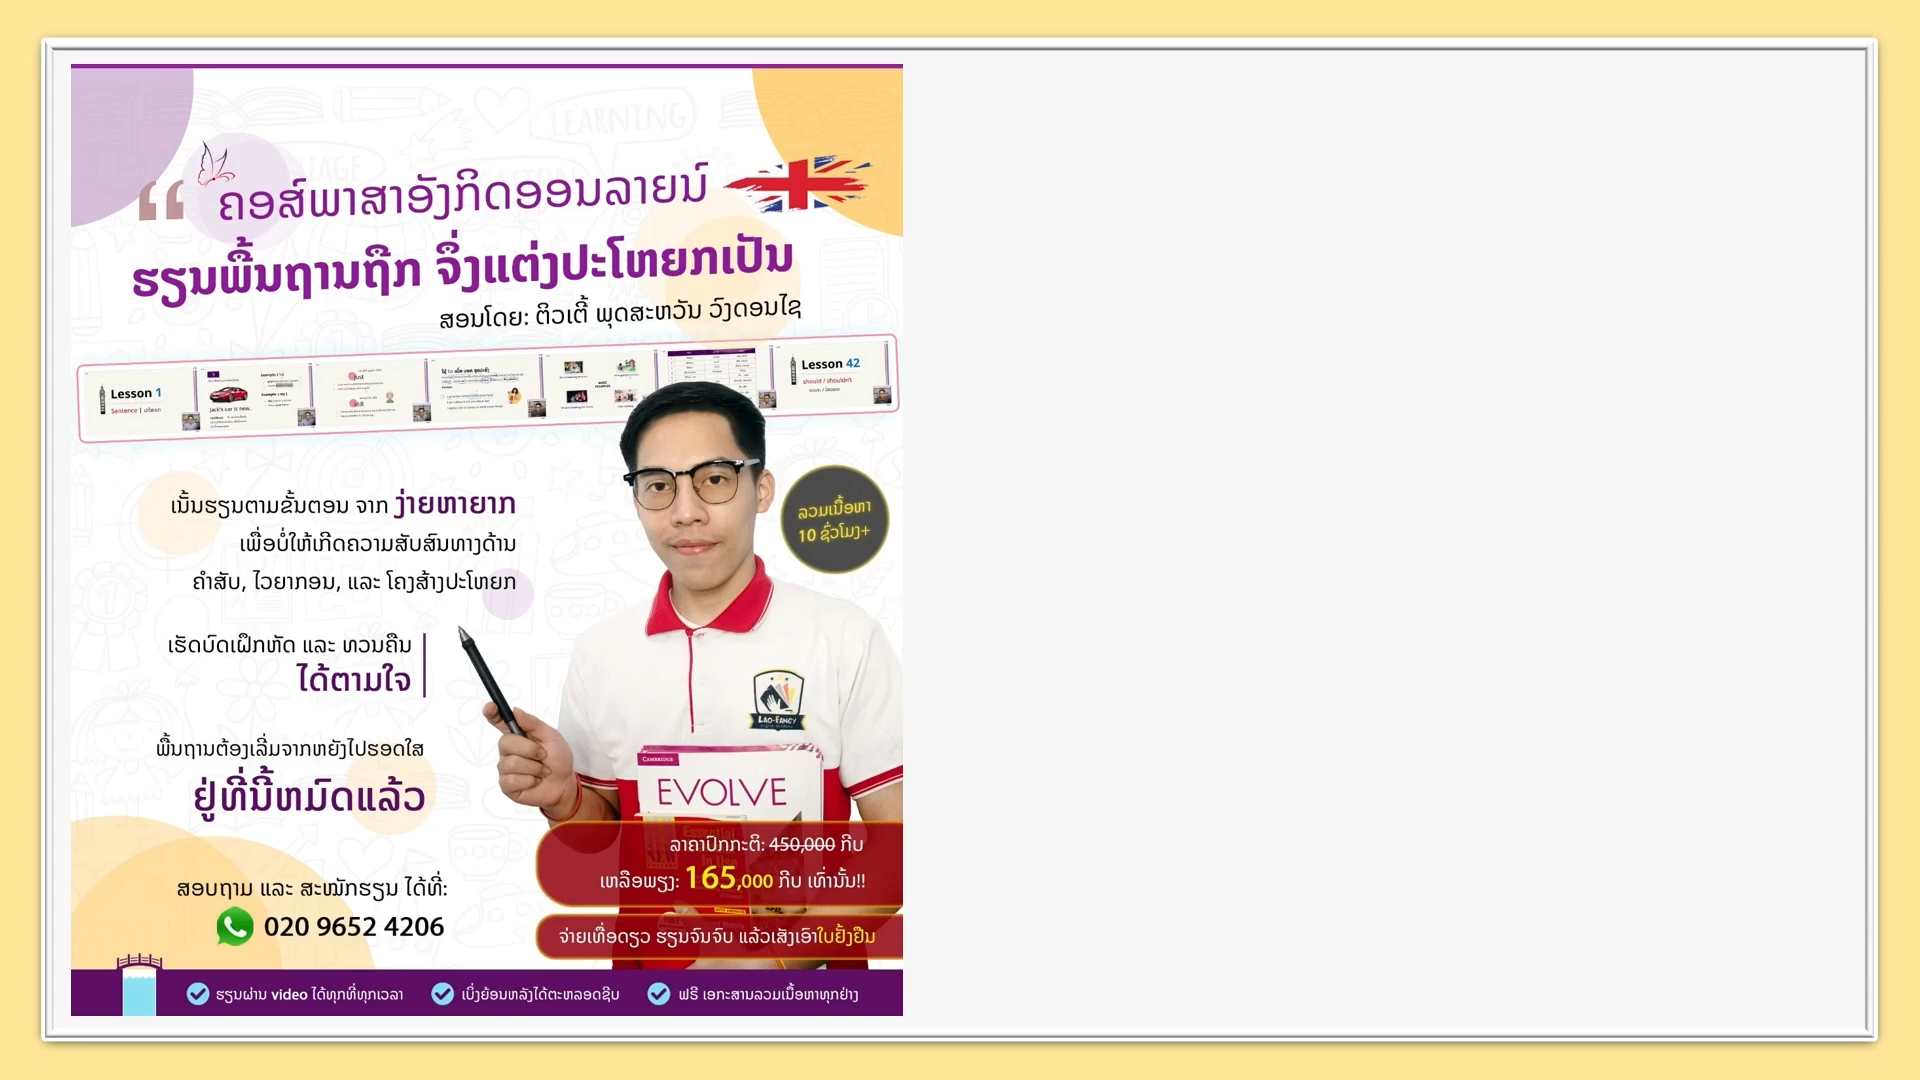 ຄອສ໌ພາສາອັງກິດອອນລາຍນ໌
ຮຽນພື້ນຖານຖືກ ຈຶ່ງແຕ່ງປະໂຫຍກເປັນ
ສອນໂດຍ: ຕິວເຕີ້ ພຸດສະຫວັນ ວົງດອນໄຊ
Lesson 1
Sentence | ປະໂຫຍກ
Jack's car is new.
Lesson 42
should / shouldn't
ເນັ້ນຮຽນຕາມຂັ້ນຕອນ ຈາກ ງ່າຍຫາຍາກ
ເພື່ອບໍ່ໃຫ້ເກີດຄວາມສັບສົນທາງດ້ານ
ຄຳສັບ, ໄວຍາກອນ, ແລະ ໂຄງສ້າງປະໂຫຍກ
ລວມເນື້ອຫາ
10 ຊົ່ວໂມງ+
ເຮັດບົດເຝິກຫັດ ແລະ ທວນຄືນ
ໄດ້ຕາມໃຈ
LAO-FANCY
ພື້ນຖານຕ້ອງເລີ່ມຈາກຫຍັງໄປຮອດໃສ
ຢູ່ທີ່ນີ້ຫມົດແລ້ວ
CAMBRIDGE
EVOLVE
Essential
ລາຄາປົກກະຕິ: 450,000 ກີບ
ເຫລືອພຽງ: 165,000 ກີບ ເທົ່ານັ້ນ!!
ສອບຖາມ ແລະ ສະໝັກຮຽນ ໄດ້ທີ່:
020 9652 4206
ຈ່າຍເທື່ອດຽວ ຮຽນຈົນຈົບ ແລ້ວເສັງເອົາໃບຢັ້ງຢືນ
ຮຽນຜ່ານ video ໄດ້ທຸກທີ່ທຸກເວລາ
ເບິ່ງຍ້ອນຫລັງໄດ້ຕະຫລອດຊີບ
ຟຣີ ເອກະສານລວມເນື້ອຫາທຸກຢ່າງ